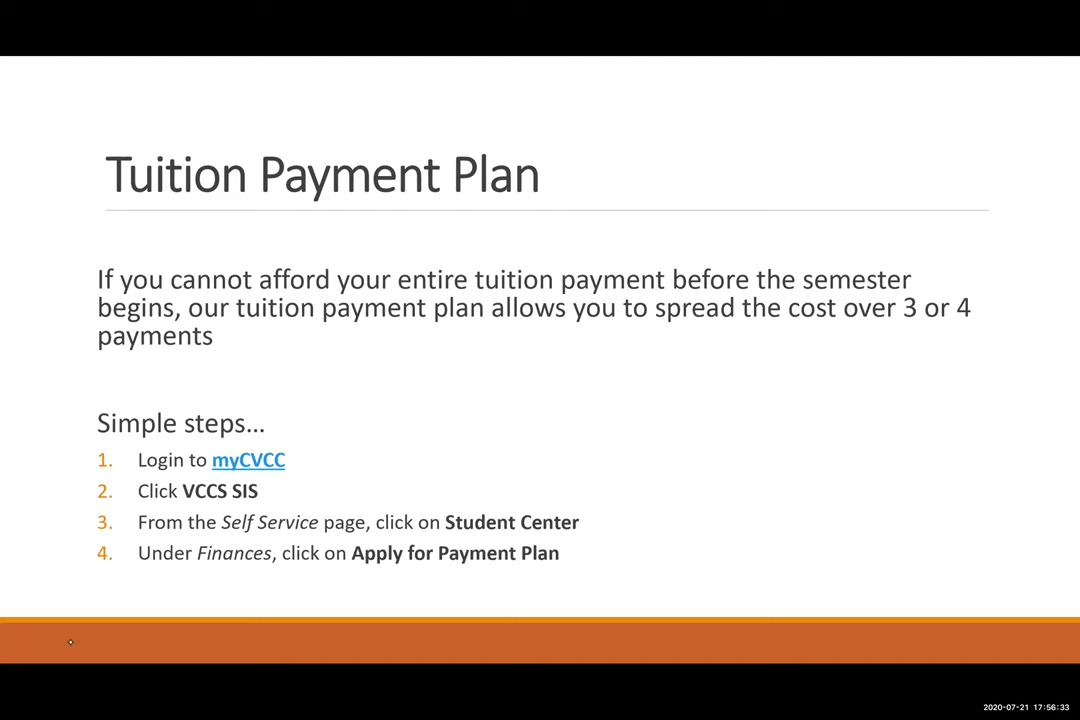 Tuition Payment Plan
If you cannot afford your entire tuition payment before the semester
begins, our tuition payment plan allows you to spread the cost over 3 or 4
payments
Simple steps…
1. Login to myCVCC
2. Click VCCS SIS
3. From the Self Service page, click on Student Center
4. Under Finances, click on Apply for Payment Plan
2020-07-21 17:56:33